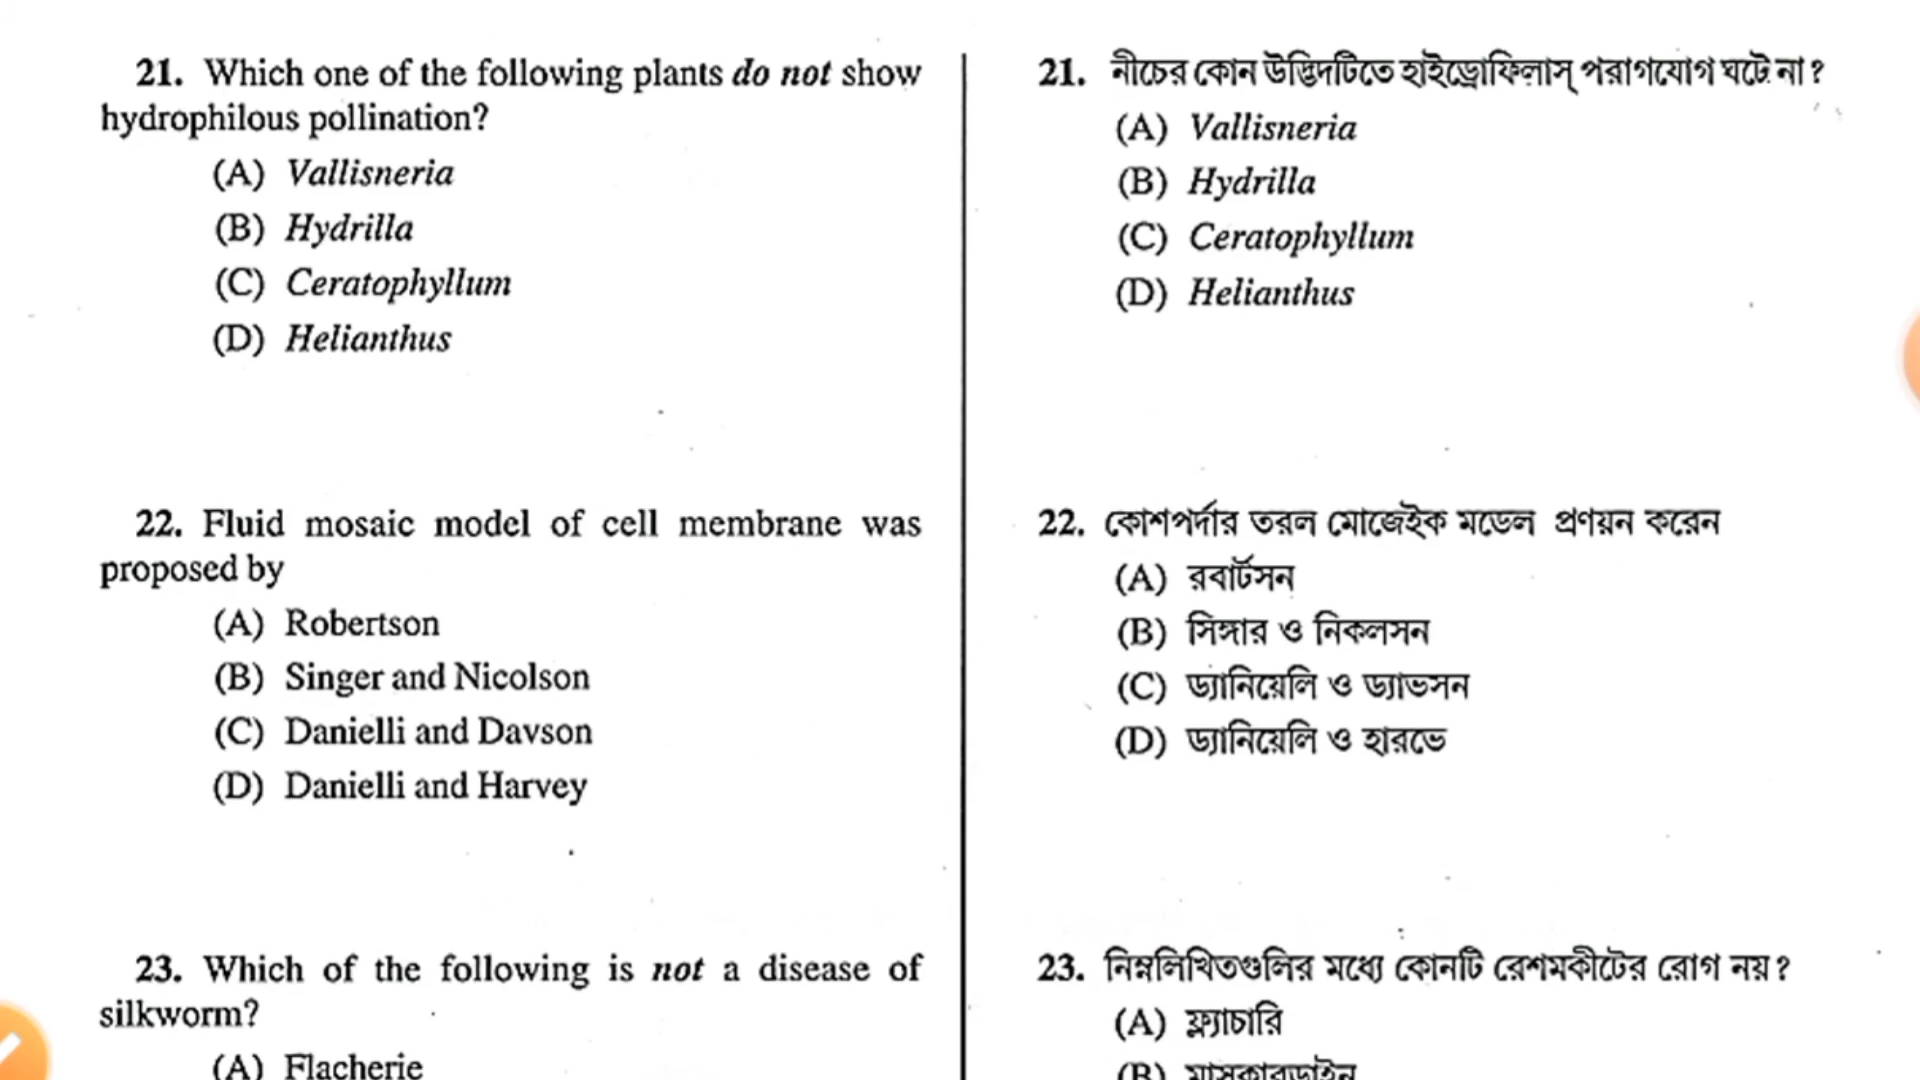 21. Which one of the following plants do not show
hydrophilous pollination?
(A) Vallisneria
(B) Hydrilla
(C) Ceratophyllum
(D) Helianthus
22. Fluid mosaic model of cell membrane was
proposed by
(A) Robertson
(B) Singer and Nicolson
(C) Danielli and Davson
(D) Danielli and Harvey
23. Which of the following is not a disease of
silkworm?
(A) Flacherie
21. নীচের কোন উদ্ভিদটিতে হাইড্রোফিলাস্ পরাগযোগ ঘটে না ?
(A) Vallisneria
(B) Hydrilla
(C) Ceratophyllum
(D) Helianthus
22. কোশপর্দার তরল মোজেইক মডেল প্রণয়ন করেন
(A) রবার্টসন
(B) সিঙ্গার ও নিকলসন
(C) ড্যানিয়েলি ও ড্যাভসন
(D) ড্যানিয়েলি ও হারভে
23. নিম্নলিখিতগুলির মধ্যে কোনটি রেশমকীটের রোগ নয় ?
(A) ফ্ল্যাচারি
(B) মাসকারডাইন